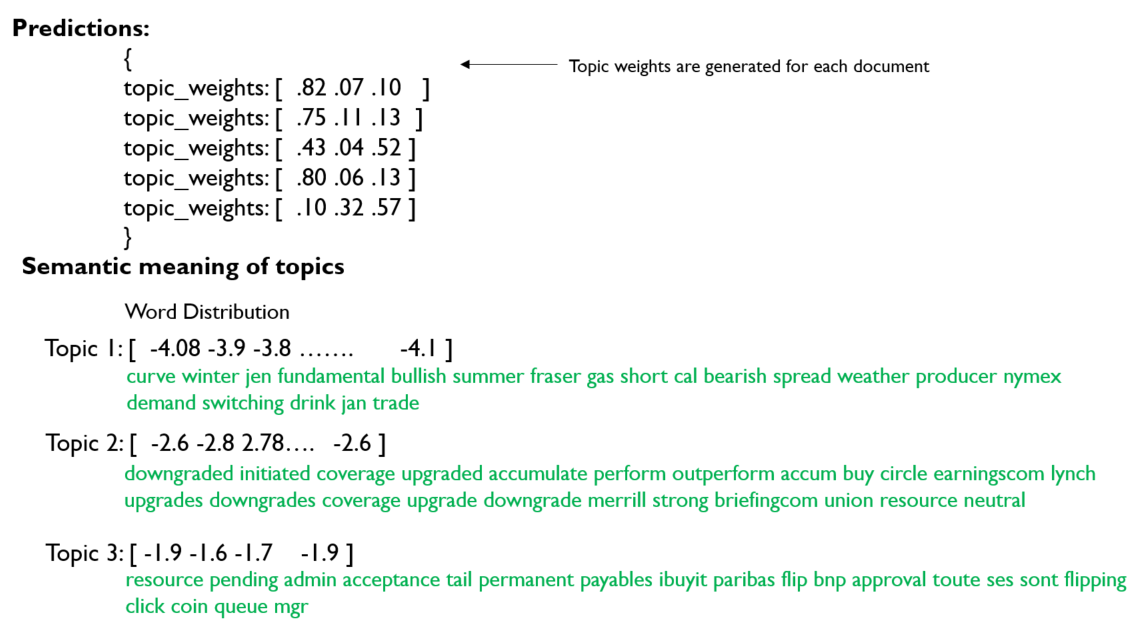 Predictions:
{
Topic weights are generated for each document
topic_weights: [ .82 .07 .10 ]
topic_weights: [ .75 .11 .13 ]
topic_weights: [ .43 .04 .52 ]
topic_weights: [ .80 .06 .13 ]
topic_weights: [ .10 .32 .57 ]
}
Semantic meaning of topics
Word Distribution
Topic 1: [ -4.08 -3.9 -3.8 ……. -4.1 ]
curve winter jen fundamental bullish summer fraser gas short cal bearish spread weather producer nymex
demand switching drink jan trade
Topic 2: [ -2.6 -2.8 2.78…. -2.6 ]
downgraded initiated coverage upgraded accumulate perform outperform accum buy circle earningscom lynch
upgrades downgrades coverage upgrade downgrade merrill strong briefingcom union resource neutral
Topic 3: [ -1.9 -1.6 -1.7 -1.9 ]
resource pending admin acceptance tail permanent payables ibuyit paribas flip bnp approval toute ses sont flipping
click coin queue mgr